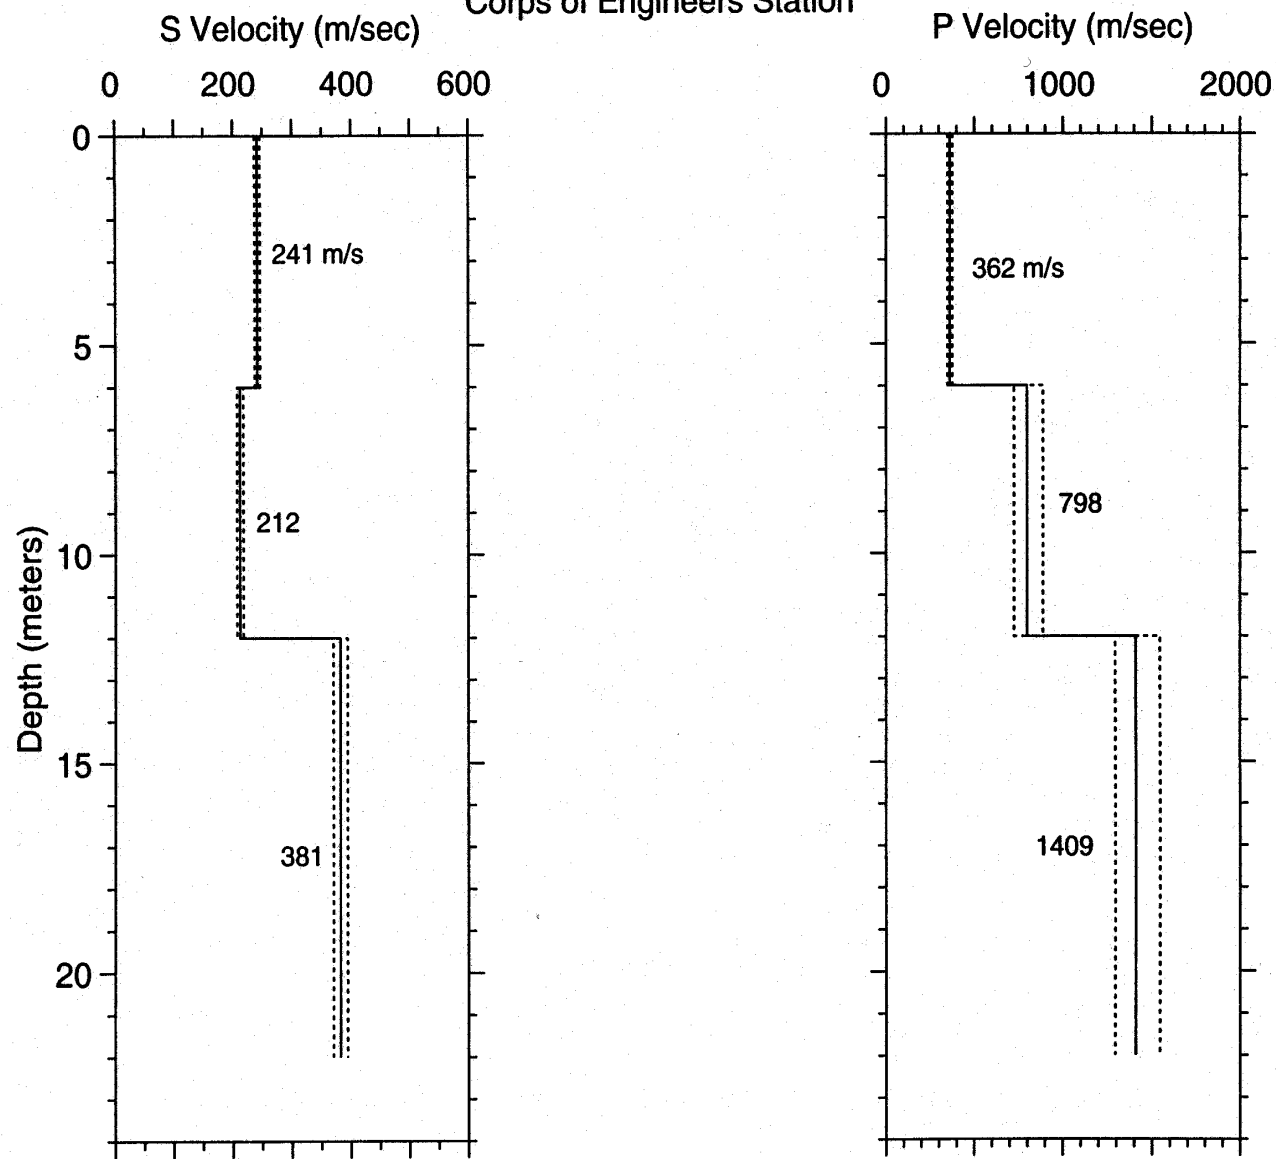 Corps of Engineers Station
S Velocity (m/sec)
P Velocity (m/sec)
0 200 400 600
0 1000 2000
0
241 m/s
362 m/s
5
798
212
10
Depth (meters)
15
1409
381
20